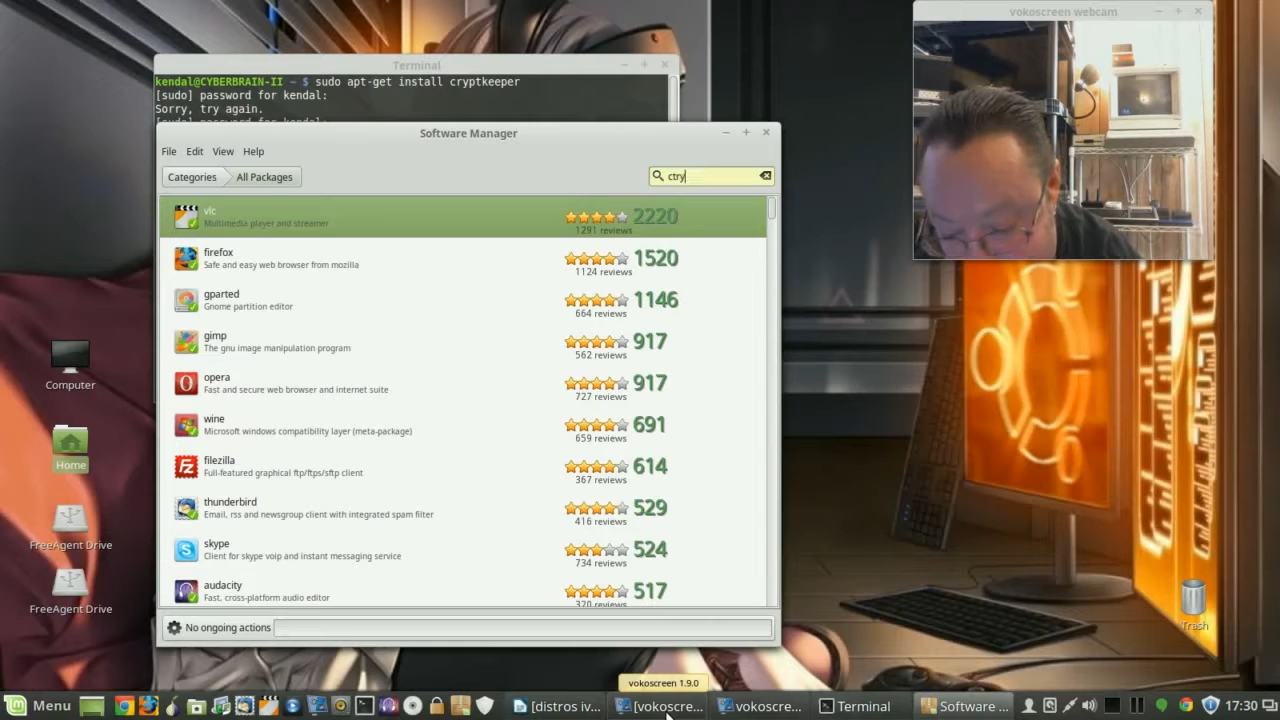 vokoscreen webcam
Terminal
kendal@CYBERBRAIN-II ~ $ sudo apt-get install cryptkeeper
[sudo] password for kendal:
Sorry, try again.
Software Manager
File Edit View Help
Categories All Packages
ctry
vlc
Multimedia player and streamer
2220
1291 reviews
firefox
Safe and easy web browser from mozilla
1520
1124 reviews
gparted
Gnome partition editor
1146
664 reviews
gimp
The gnu image manipulation program
917
562 reviews
opera
Fast and secure web browser and internet suite
917
727 reviews
wine
Microsoft windows compatibility layer (meta-package)
691
659 reviews
filezilla
Full-featured graphical ftp/ftps/sftp client
614
367 reviews
thunderbird
Email, rss and newsgroup client with integrated spam filter
529
416 reviews
skype
Client for skype voip and instant messaging service
524
734 reviews
audacity
Fast, cross-platform audio editor
517
320 reviews
No ongoing actions
Computer
Home
FreeAgent Drive
FreeAgent Drive
Trash
vokoscreen 1.9.0
Menu
[distros iv...
[vokoscre...
vokoscre...
Terminal
Software ...
17:30